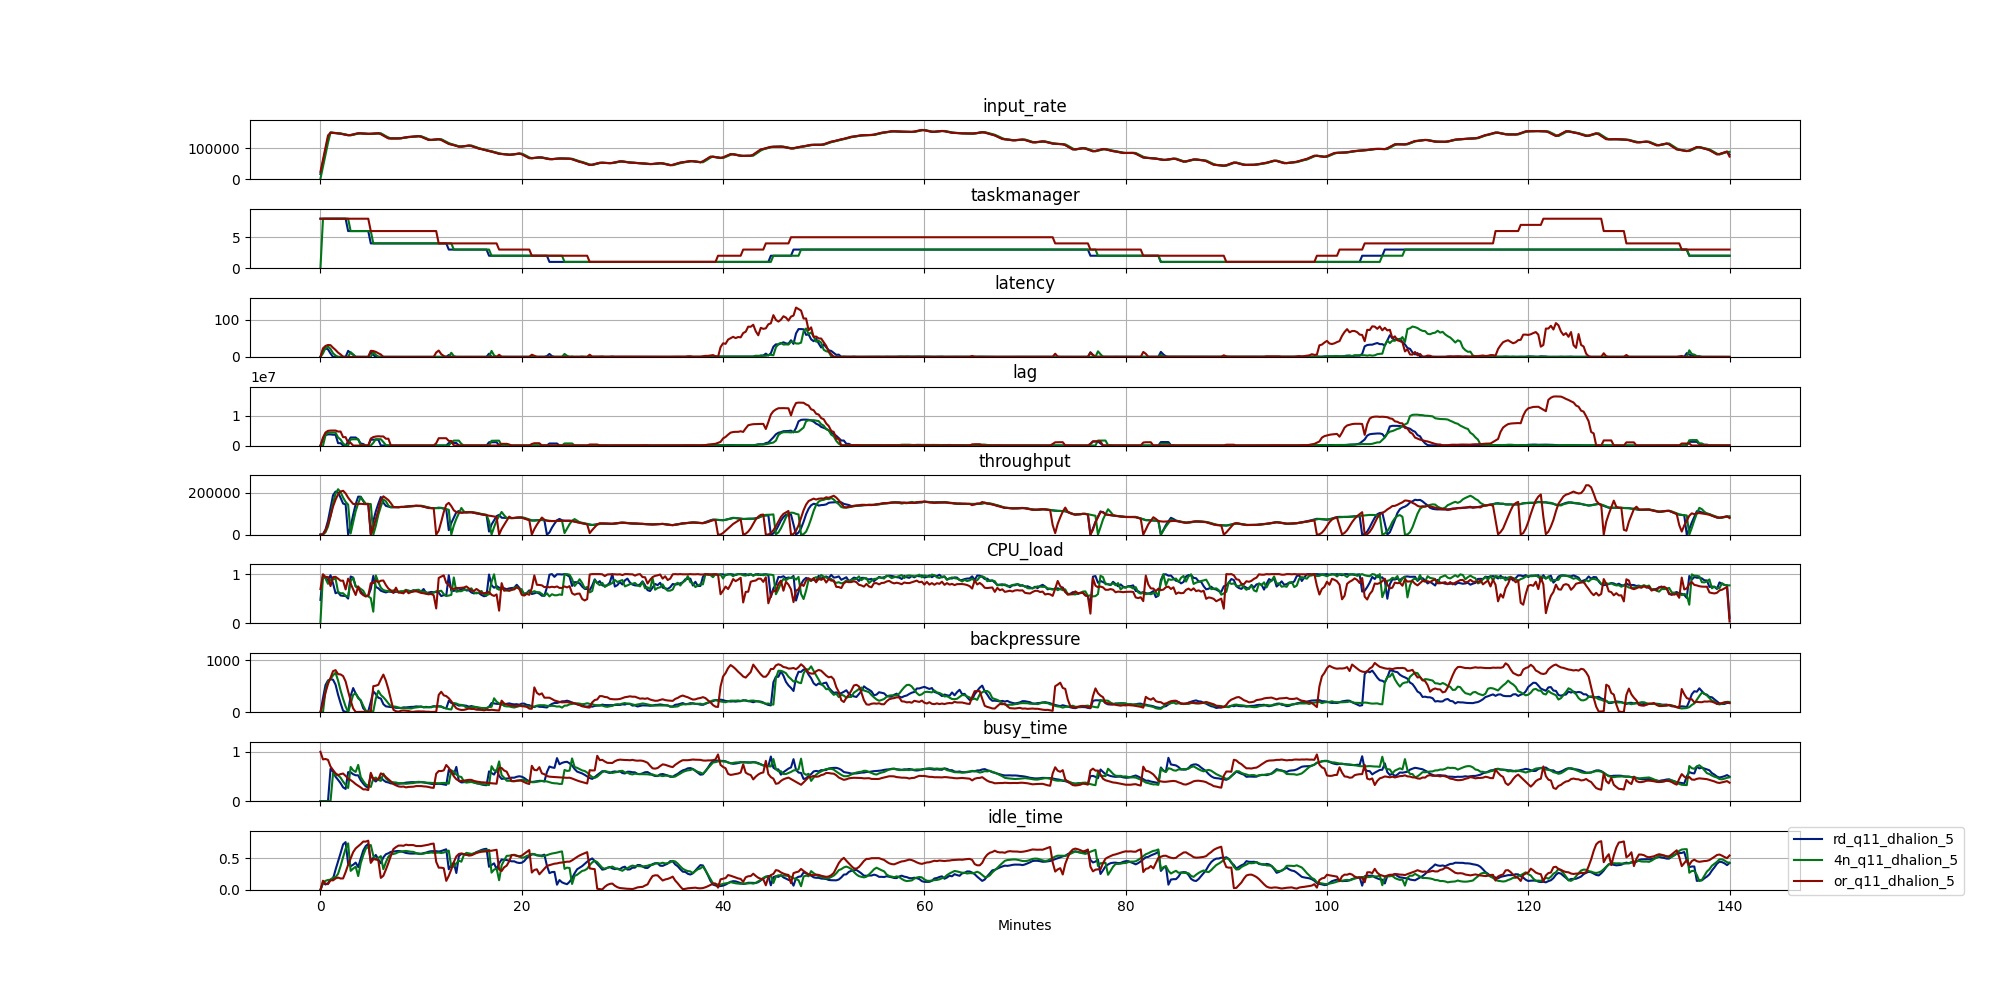 input_rate
100000
0
taskmanager
5
0
latency
100
0
1e7
lag
1
0
throughput
200000
0
CPU_load
1
0
backpressure
1000
0
busy_time
1
0
idle_time
0.5
0.0
0 20 40 60 80 100 120 140
Minutes
rd_q11_dhalion_5
4n_q11_dhalion_5
or_q11_dhalion_5